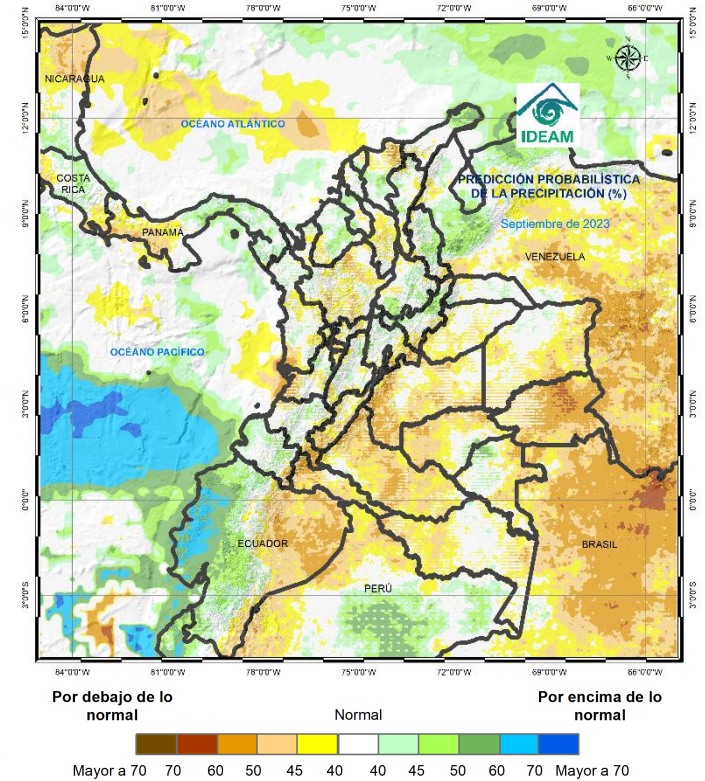 84°0'0"W 81°0'0"W 78°0'0"W 75°0'0"W 72°0'0"W 69°0'0"W 66°0'0"W
15°0'0"N 15°0'0"N
NICARAGUA
N
W E
S
12°0'0"N 12°0'0"N
OCÉANO ATLÁNTICO
IDEAM
COSTA
RICA
PREDICCIÓN PROBABILÍSTICA
DE LA PRECIPITACIÓN (%)
9°0'0"N 9°0'0"N
Septiembre de 2023
PANAMÁ
VENEZUELA
6°0'0"N 6°0'0"N
OCÉANO PACÍFICO
3°0'0"N 3°0'0"N
0°0'0" 0°0'0"
ECUADOR
BRASIL
PERÚ
3°0'0"S 3°0'0"S
84°0'0"W 81°0'0"W 78°0'0"W 75°0'0"W 72°0'0"W 69°0'0"W 66°0'0"W
Por debajo de lo
normal
Normal
Por encima de lo
normal
Mayor a 70 70 60 50 45 40 40 45 50 60 70 Mayor a 70